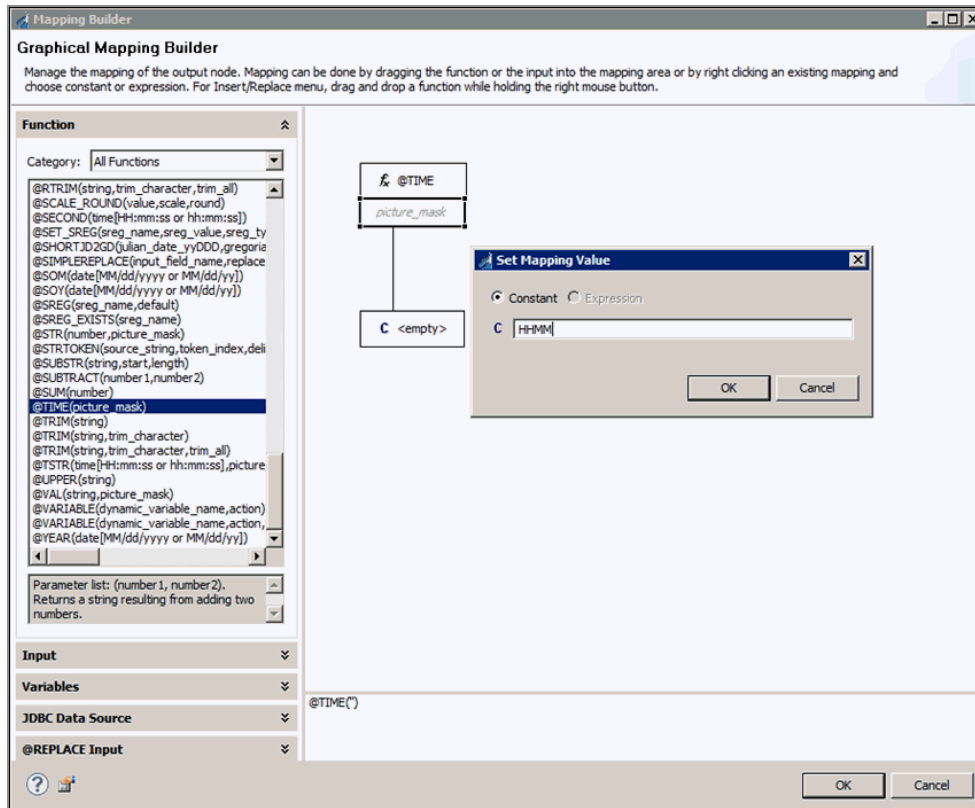 Mapping Builder
Graphical Mapping Builder
Manage the mapping of the output node. Mapping can be done by dragging the function or the input into the mapping area or by right clicking an existing mapping and
choose constant or expression. For Insert/Replace menu, drag and drop a function while holding the right mouse button.
Function
Category: All Functions
@RTRIM(string,trim_character,trim_all)
@SCALE_ROUND(value,scale,round)
@SECOND(time[HH:mm:ss or hh:mm:ss])
@SET_SREG(sreg_name,sreg_value,sreg_ty
@SHORTJD2GD(julian_date_yyDDD,gregoria
@SIMPLEREPLACE(input_field_name,replace
@SOM(date[MM/dd/yyyy or MM/dd/yy])
@SOY(date[MM/dd/yyyy or MM/dd/yy])
@SREG(sreg_name,default)
@SREG_EXISTS(sreg_name)
@STR(number,picture_mask)
@STRTOKEN(source_string,token_index,deli
@SUBSTR(string,start,length)
@SUBTRACT(number1,number2)
@SUM(number)
@TIME(picture_mask)
@TRIM(string)
@TRIM(string,trim_character)
@TRIM(string,trim_character,trim_all)
@TSTR(time[HH:mm:ss or hh:mm:ss],picture
@UPPER(string)
@VAL(string,picture_mask)
@VARIABLE(dynamic_variable_name,action)
@VARIABLE(dynamic_variable_name,action,
@YEAR(date[MM/dd/yyyy or MM/dd/yy])
Parameter list: (number1, number2).
Returns a string resulting from adding two
numbers.
Input
Variables
JDBC Data Source
@REPLACE Input
fx @TIME
picture_mask
C <empty>
Set Mapping Value
Constant Expression
C HHMM
OK Cancel
@TIME('')
OK Cancel